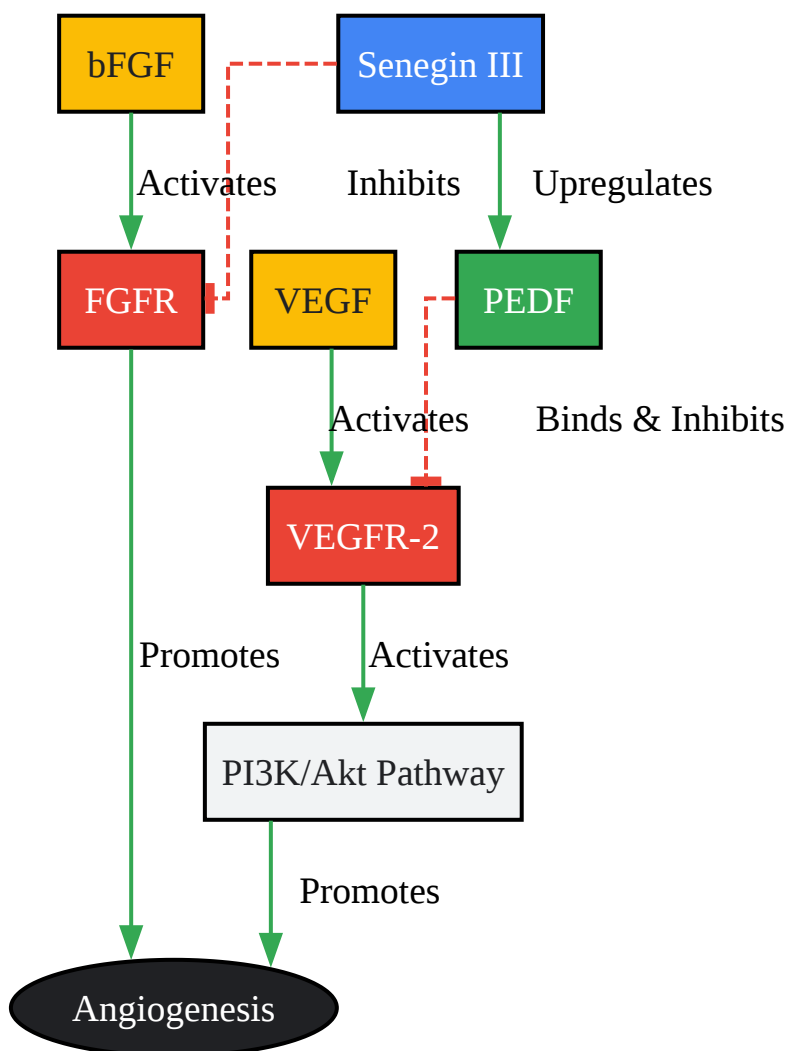 bFGF
Senegin III
Activates
Inhibits
Upregulates
FGFR
VEGF
PEDF
Activates
Binds & Inhibits
VEGFR-2
Promotes
Activates
PI3K/Akt Pathway
Promotes
Angiogenesis